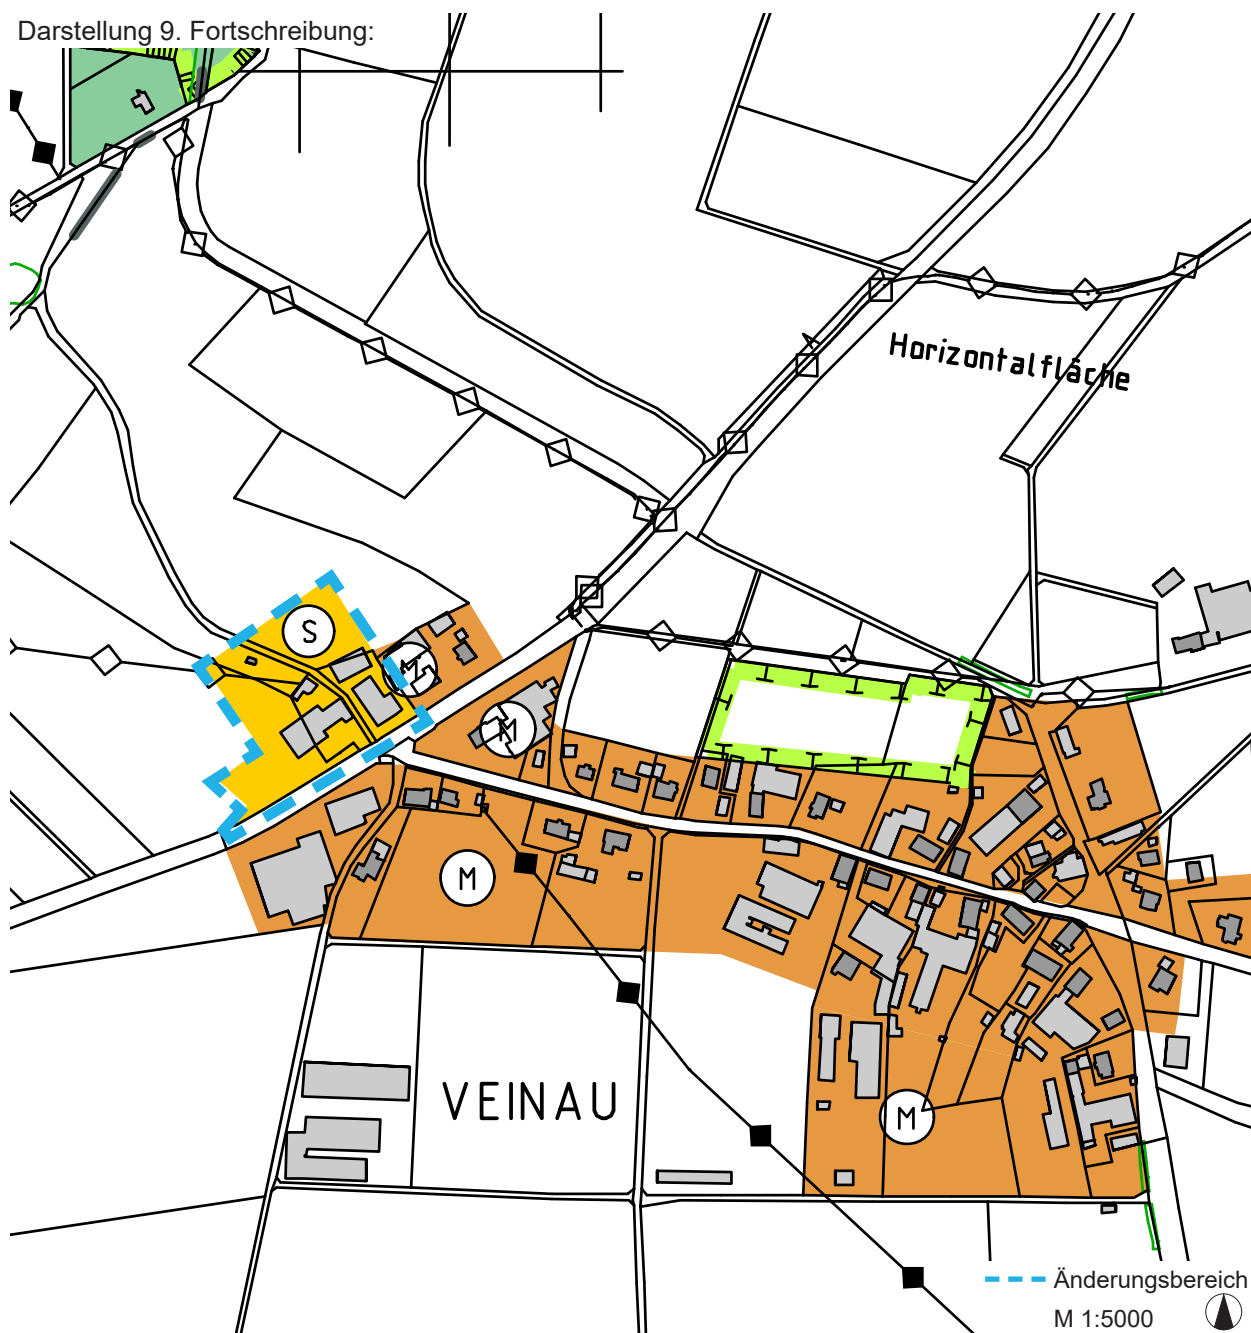 Darstellung 9. Fortschreibung:
Horizontalfläche
S
M
M
M
VEINAU
M
Änderungsbereich
M 1:5000